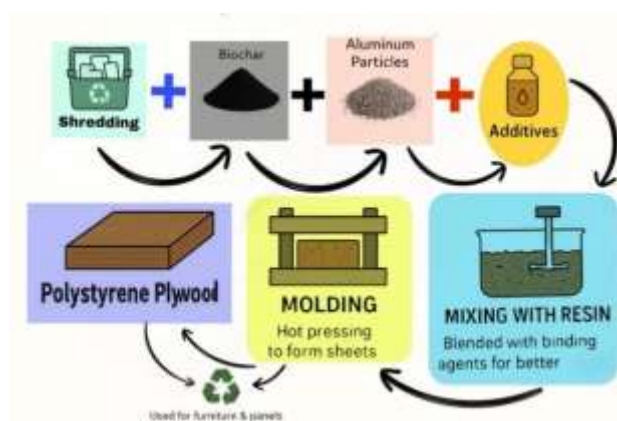 Shredding
Biochar
Aluminum
Particles
Additives
Polystyrene Plywood
MOLDING
Hot pressing
to form sheets
MIXING WITH RESIN
Blended with binding
agents for better
Used for furniture & panels